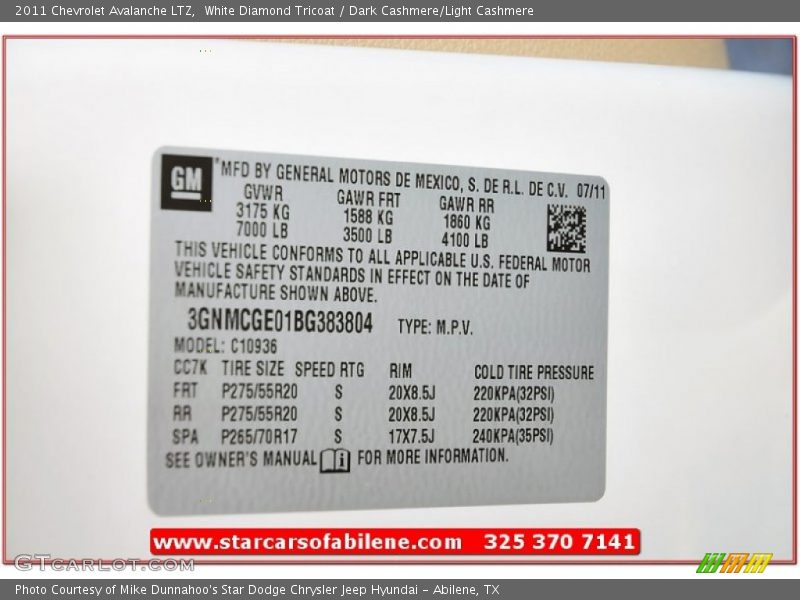 2011 Chevrolet Avalanche LTZ,  White Diamond Tricoat / Dark Cashmere/Light Cashmere
GM
MFD BY GENERAL MOTORS DE MEXICO, S. DE R.L. DE C.V. 07/11
GVWR GAWR FRT GAWR RR
3175 KG 1588 KG 1860 KG
7000 LB 3500 LB 4100 LB
THIS VEHICLE CONFORMS TO ALL APPLICABLE U.S. FEDERAL MOTOR
VEHICLE SAFETY STANDARDS IN EFFECT ON THE DATE OF
MANUFACTURE SHOWN ABOVE.
3GNMCGE01BG383804 TYPE: M.P.V.
MODEL: C10936
CC7K TIRE SIZE SPEED RTG RIM COLD TIRE PRESSURE
FRT P275/55R20 S 20X8.5J 220KPA(32PSI)
RR P275/55R20 S 20X8.5J 220KPA(32PSI)
SPA P265/70R17 S 17X7.5J 240KPA(35PSI)
SEE OWNER'S MANUAL i FOR MORE INFORMATION.
www.starcarsofabilene.com 325 370 7141
GTCARLOT.COM
Photo Courtesy of Mike Dunnahoo's Star Dodge Chrysler Jeep Hyundai – Abilene, TX